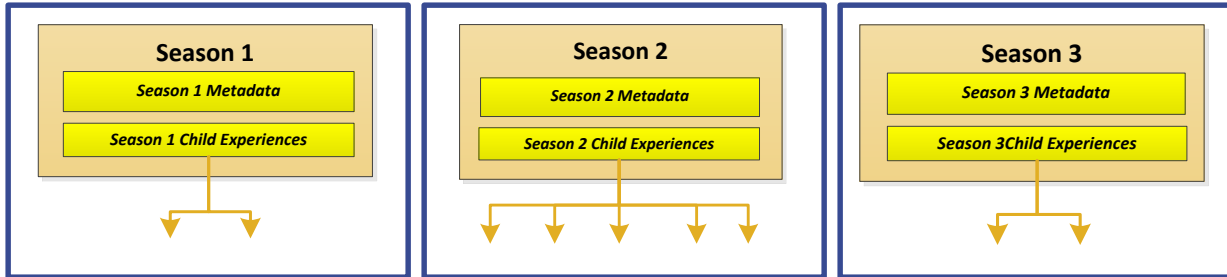 Season 1
Season 1 Metadata
Season 1 Child Experiences
Season 2
Season 2 Metadata
Season 2 Child Experiences
Season 3
Season 3 Metadata
Season 3Child Experiences